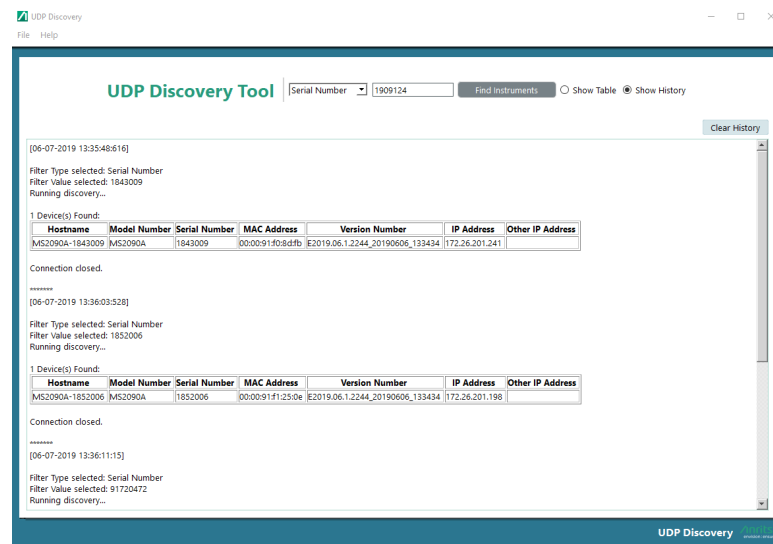 UDP Discovery
File Help
UDP Discovery Tool Serial Number 1909124 Find Instruments Show Table Show History
Clear History
[06-07-2019 13:35:48:616]
Filter Type selected: Serial Number
Filter Value selected: 1843009
Running discovery...
1 Device(s) Found:
Hostname Model Number Serial Number MAC Address Version Number IP Address Other IP Address
MS2090A-1843009 MS2090A 1843009 00:00:91:f0:8d:fb E2019.06.1.2244_20190606_133434 172.26.201.241
Connection closed.
*******
[06-07-2019 13:36:03:528]
Filter Type selected: Serial Number
Filter Value selected: 1852006
Running discovery...
1 Device(s) Found:
Hostname Model Number Serial Number MAC Address Version Number IP Address Other IP Address
MS2090A-1852006 MS2090A 1852006 00:00:91:f1:25:0e E2019.06.1.2244_20190606_133434 172.26.201.198
Connection closed.
*******
[06-07-2019 13:36:11:15]
Filter Type selected: Serial Number
Filter Value selected: 91720472
Running discovery...
UDP Discovery